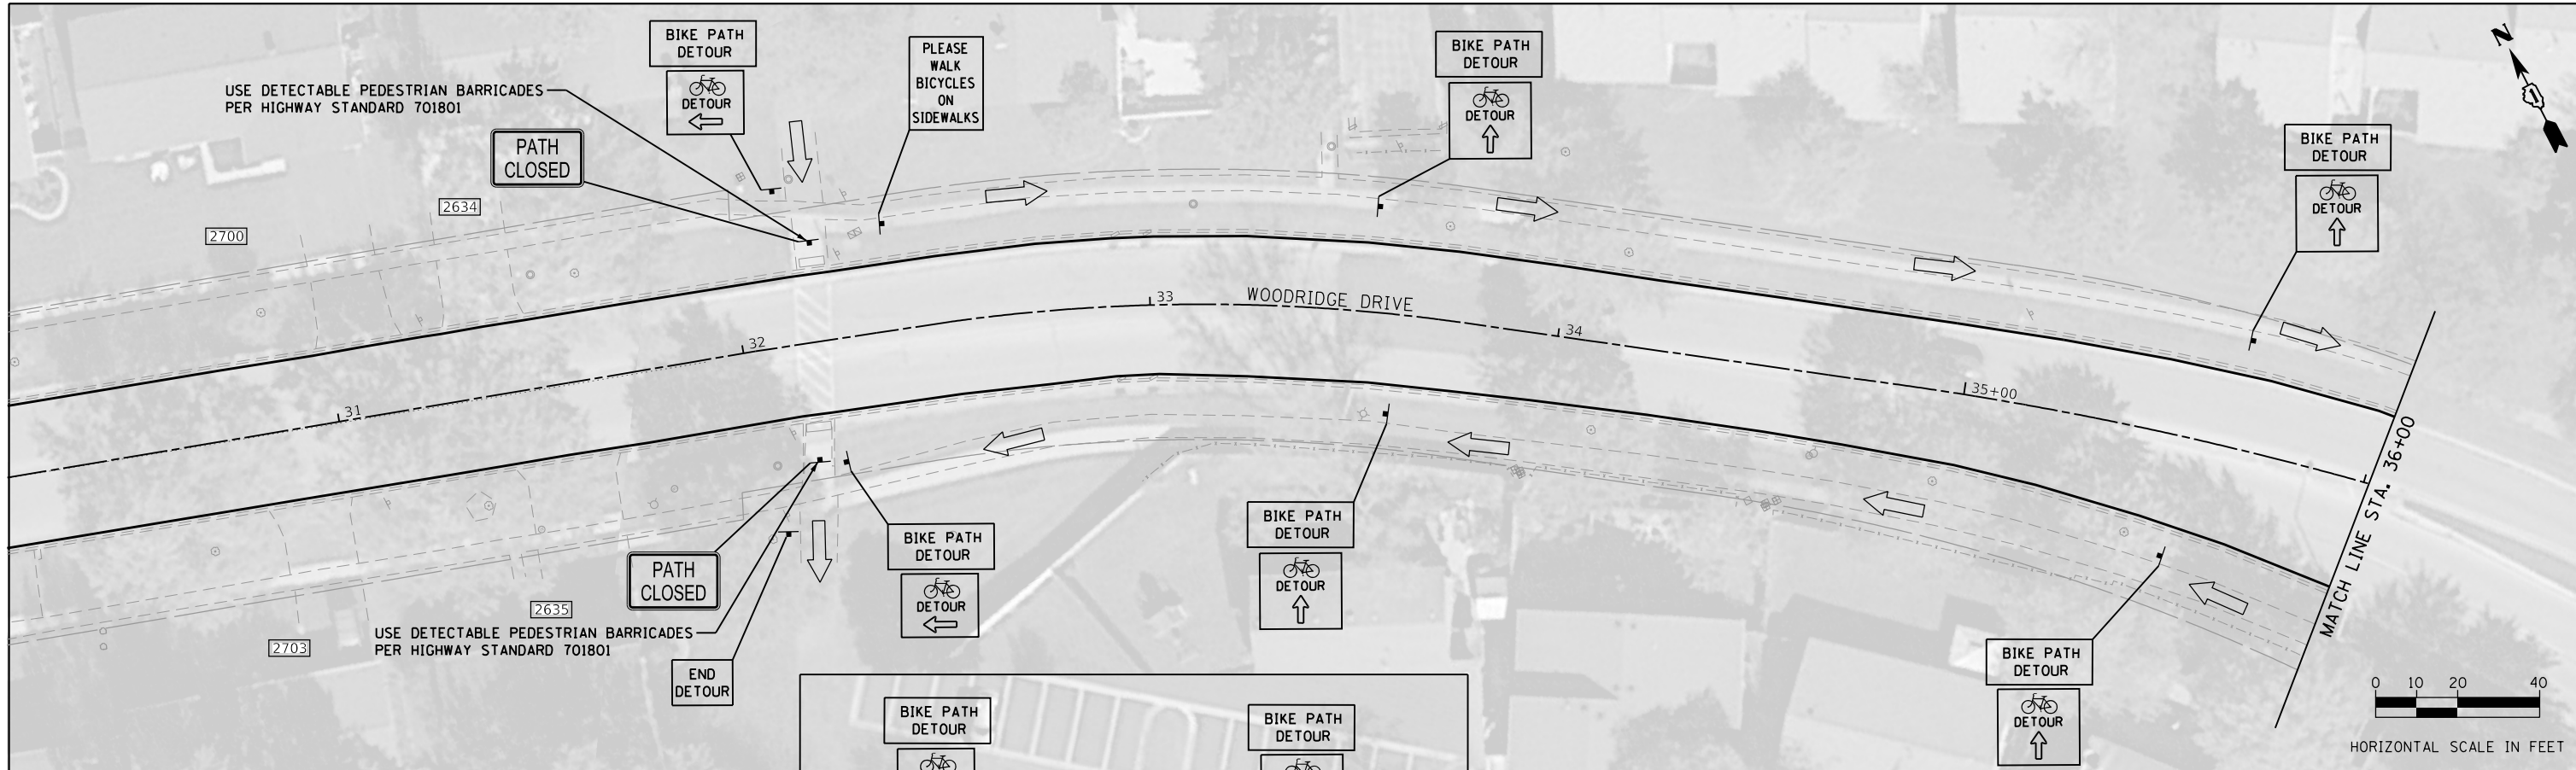 BIKE PATH
DETOUR
DETOUR
PLEASE
WALK
BICYCLES
ON
SIDEWALKS
BIKE PATH
DETOUR
DETOUR
N
USE DETECTABLE PEDESTRIAN BARRICADES
PER HIGHWAY STANDARD 701801
PATH
CLOSED
BIKE PATH
DETOUR
DETOUR
2634
2700
33
WOODRIDGE DRIVE
34
32
35+00
31
MATCH LINE STA. 36+00
BIKE PATH
DETOUR
DETOUR
BIKE PATH
DETOUR
DETOUR
PATH
CLOSED
2635
2703
USE DETECTABLE PEDESTRIAN BARRICADES
PER HIGHWAY STANDARD 701801
END
DETOUR
BIKE PATH
DETOUR
DETOUR
BIKE PATH
DETOUR
BIKE PATH
DETOUR
0 10 20 40
HORIZONTAL SCALE IN FEET